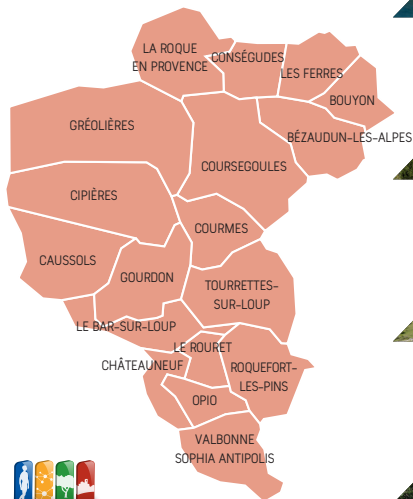 LA ROQUE
EN PROVENCE
CONSÉGUDES
LES FERRES
BOUYON
GRÉOLIÈRES
BÉZAUDUN-LES-ALPES
COURSEGOULES
CIPIÈRES
COURMES
CAUSSOLS
GOURDON
TOURRETTES-
SUR-LOUP
LE BAR-SUR-LOUP
LE ROURET
CHÂTEAUNEUF
ROQUEFORT-
LES-PINS
OPIO
VALBONNE
SOPHIA ANTIPOLIS